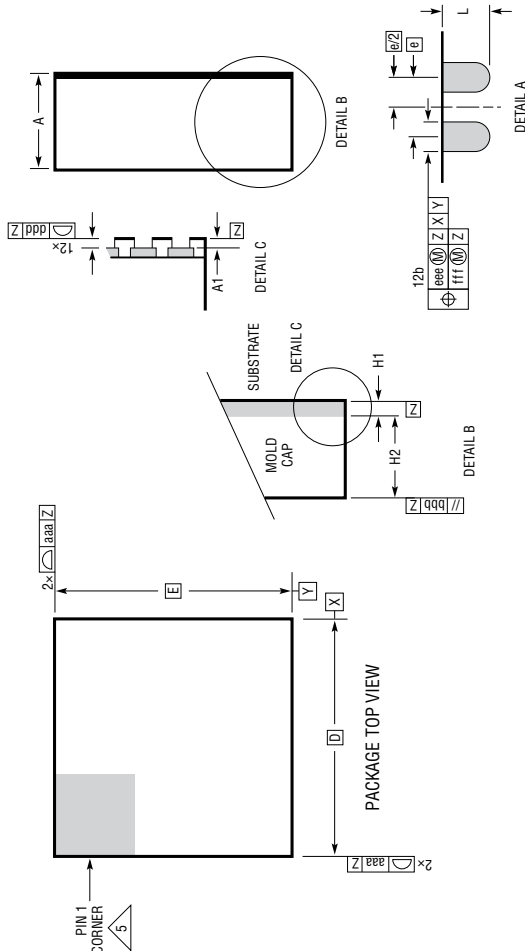 PIN 1
CORNER
5
2×
aaa Z
E
Y
X
D
PACKAGE TOP VIEW
2×
aaa Z
SUBSTRATE
DETAIL C
H1
MOLD
CAP
H2
Z
DETAIL B
// bbb Z
12×
ddd Z
A1
Z
DETAIL C
A
DETAIL B
e/2
e
L
DETAIL A
12b
eee Ⓜ Z X Y
fff Ⓜ Z